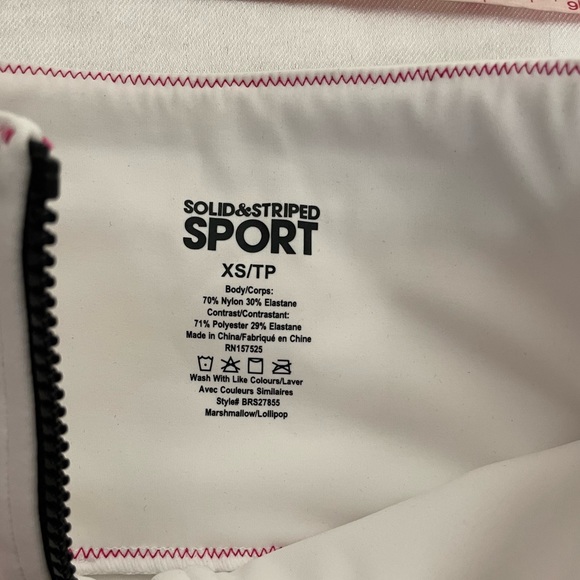 SOLID&STRIPED
SPORT
XS/TP
Body/Corps:
70% Nylon 30% Elastane
Contrast/Contrastant:
71% Polyester 29% Elastane
Made in China/Fabriqué en Chine
RN157525
Wash With Like Colours/Laver
Avec Couleurs Similaires
Style# BRS27855
Marshmallow/Lollipop